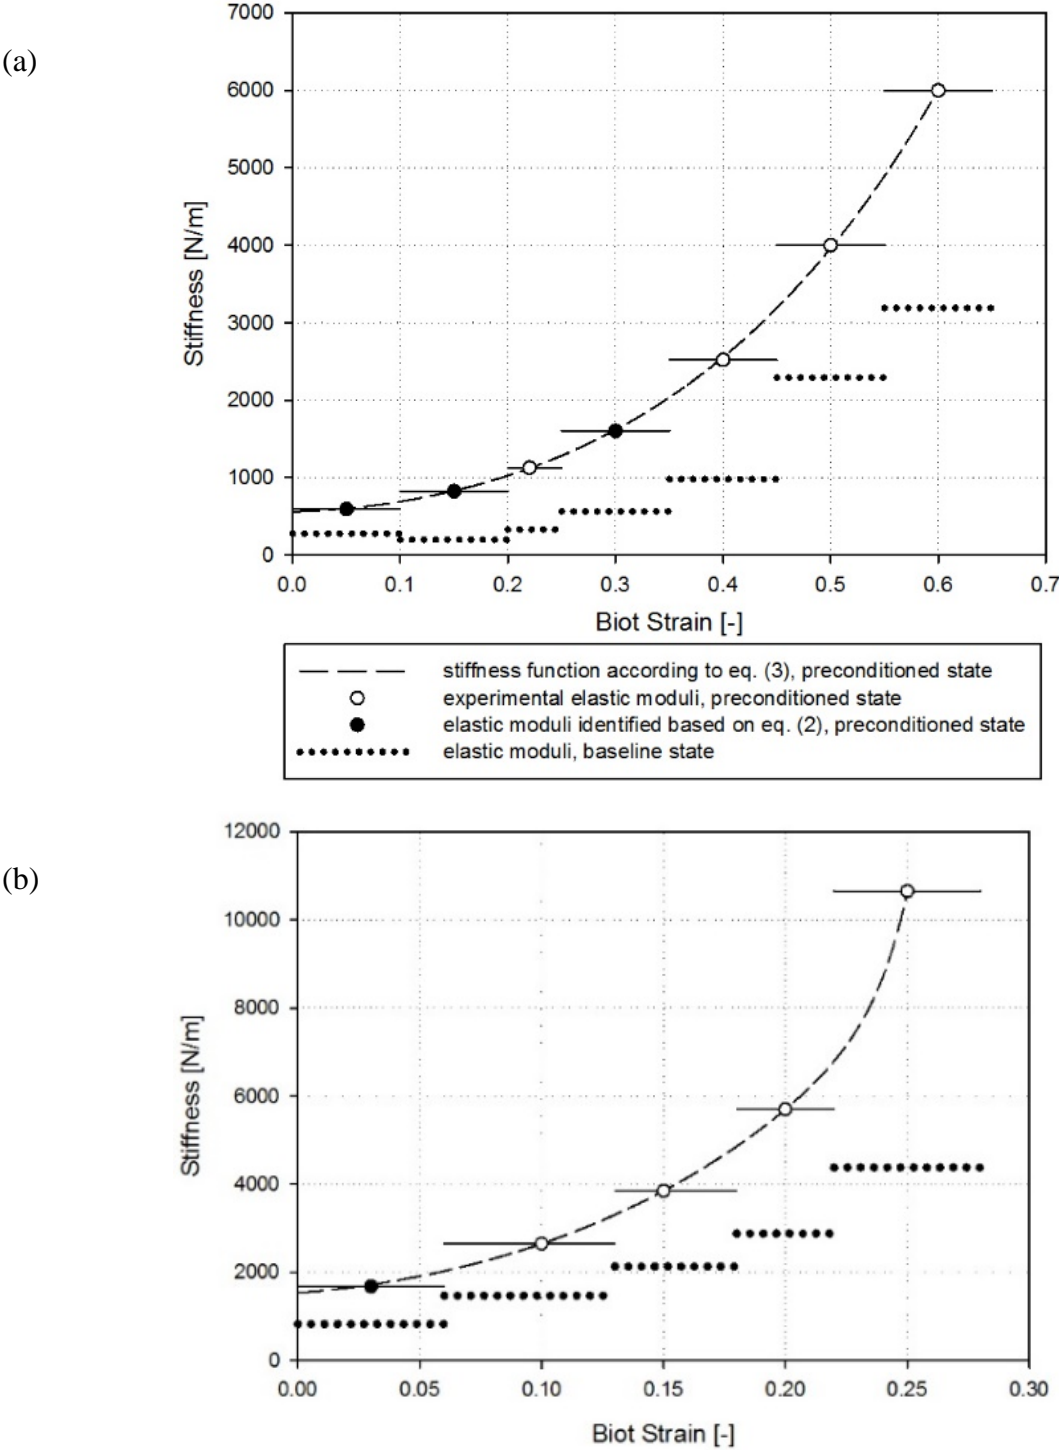 (a)
7000
6000
5000
4000
3000
2000
1000
0
Stiffness [N/m]
0.0 0.1 0.2 0.3 0.4 0.5 0.6 0.7
Biot Strain [-]
stiffness function according to eq. (3), preconditioned state
experimental elastic moduli, preconditioned state
elastic moduli identified based on eq. (2), preconditioned state
elastic moduli, baseline state
(b)
12000
10000
8000
6000
4000
2000
0
Stiffness [N/m]
0.00 0.05 0.10 0.15 0.20 0.25 0.30
Biot Strain [-]